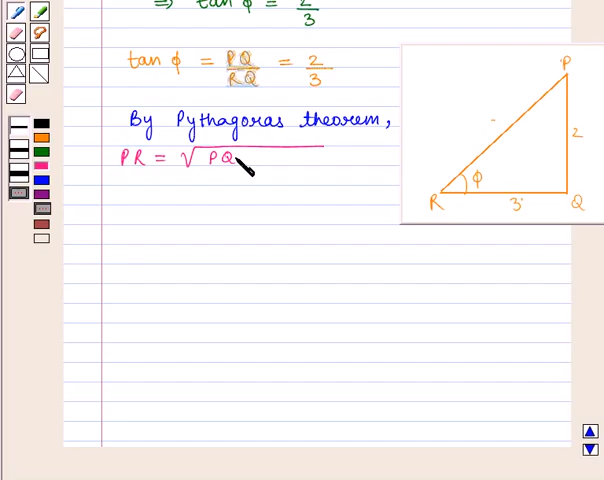 ⇒ tan ϕ = 2/3
tan ϕ = PQ/RQ = 2/3
By Pythagoras theorem,
PR = √PQ
P
2
R
ϕ
3
Q